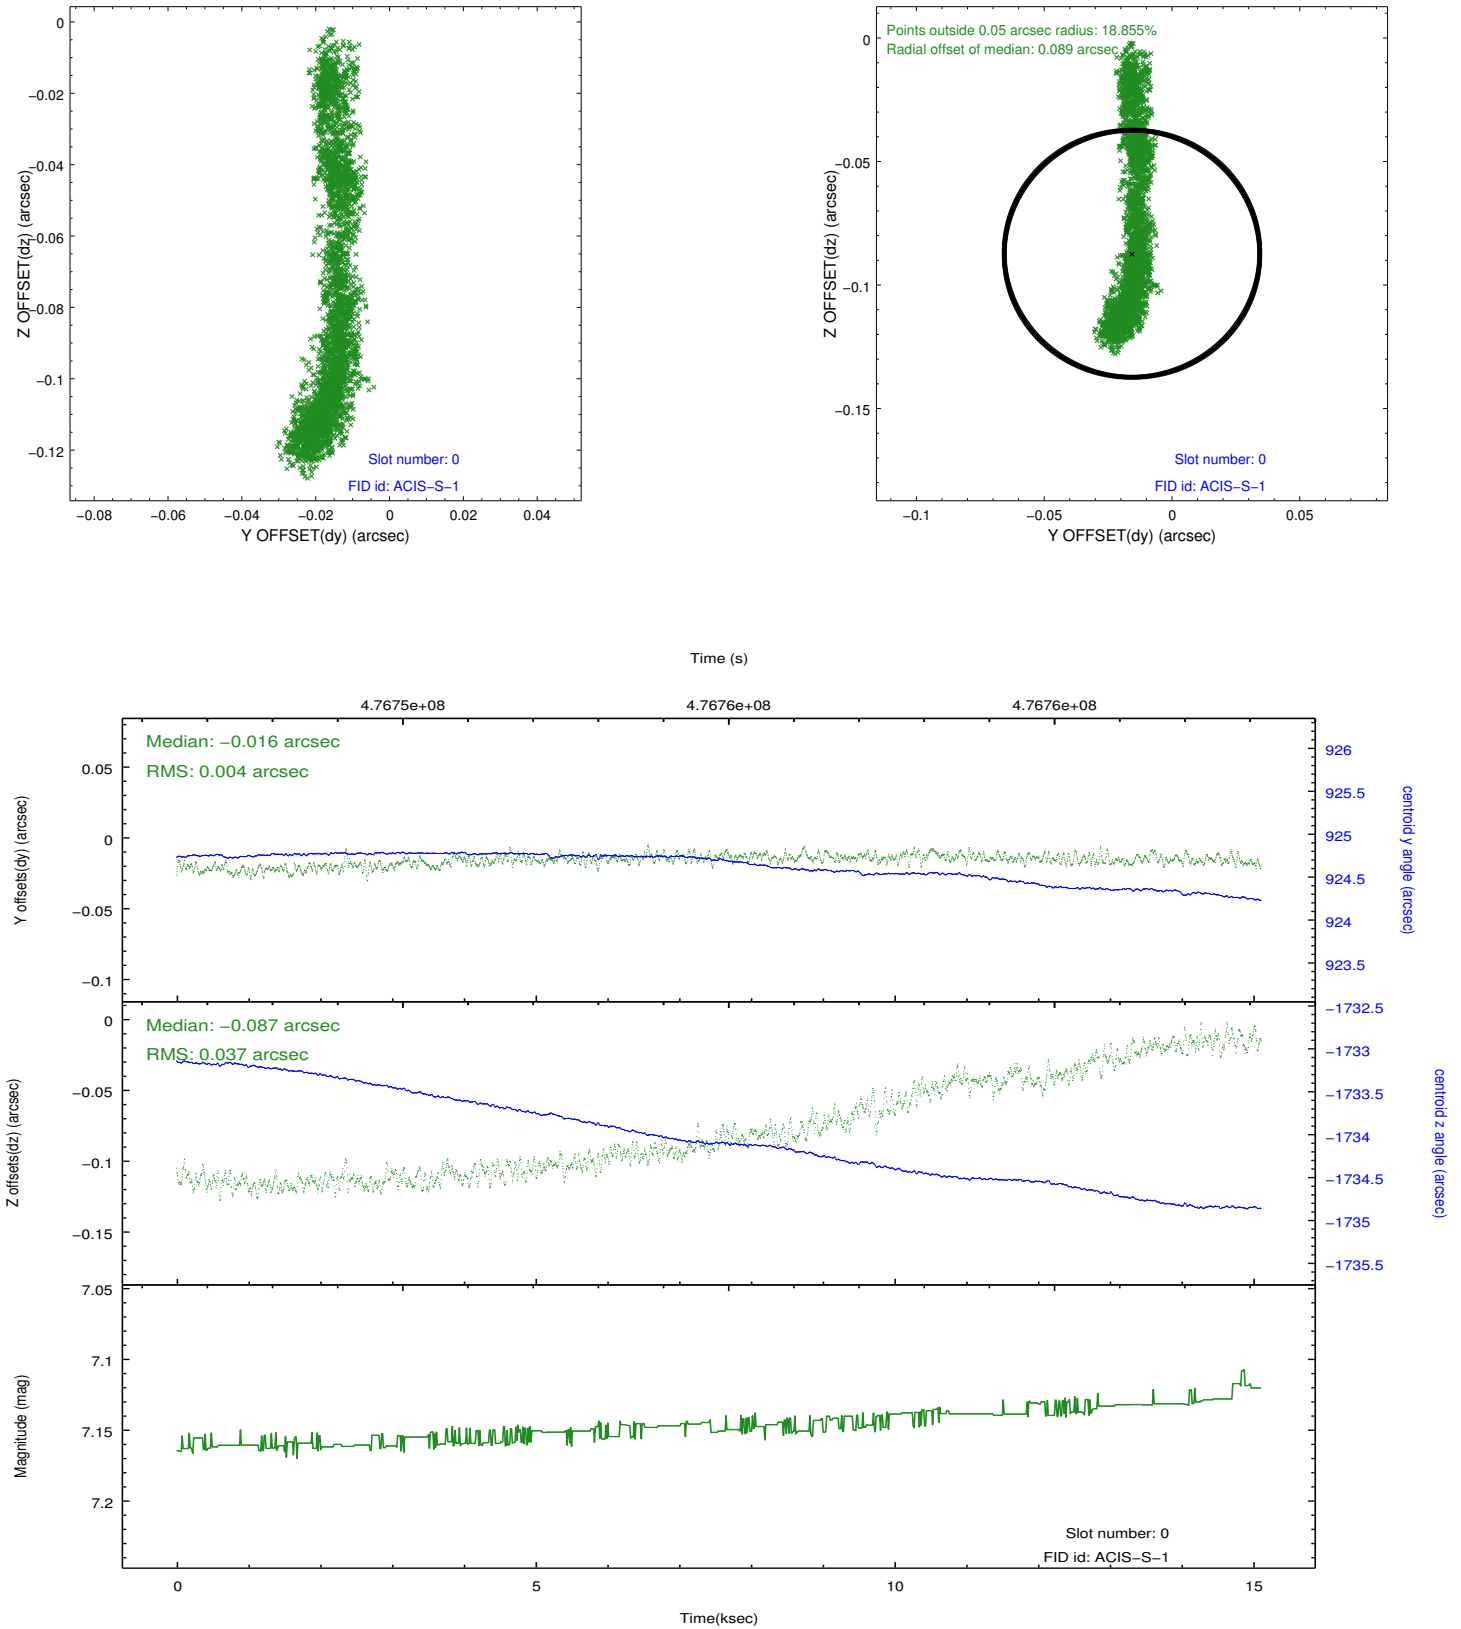 0
−0.02
−0.04
−0.06
−0.08
−0.1
−0.12
Z OFFSET(dz) (arcsec)
Slot number: 0
FID id: ACIS−S−1
−0.08
−0.06
−0.04
−0.02
0
0.02
0.04
Y OFFSET(dy) (arcsec)
Points outside 0.05 arcsec radius: 18.855%
Radial offset of median: 0.089 arcsec
0
−0.05
−0.1
−0.15
Z OFFSET(dz) (arcsec)
Slot number: 0
FID id: ACIS−S−1
−0.1
−0.05
0
0.05
Y OFFSET(dy) (arcsec)
Time (s)
4.7675e+08
4.7676e+08
4.7676e+08
Median: −0.016 arcsec
RMS: 0.004 arcsec
0.05
0
−0.05
−0.1
Y offsets(dy) (arcsec)
926
925.5
925
924.5
924
923.5
centroid y angle (arcsec)
Median: −0.087 arcsec
RMS: 0.037 arcsec
0
−0.05
−0.1
−0.15
Z offsets(dz) (arcsec)
−1732.5
−1733
−1733.5
−1734
−1734.5
−1735
−1735.5
centroid z angle (arcsec)
7.05
7.1
7.15
7.2
Magnitude (mag)
Slot number: 0
FID id: ACIS−S−1
0
5
10
15
Time(ksec)